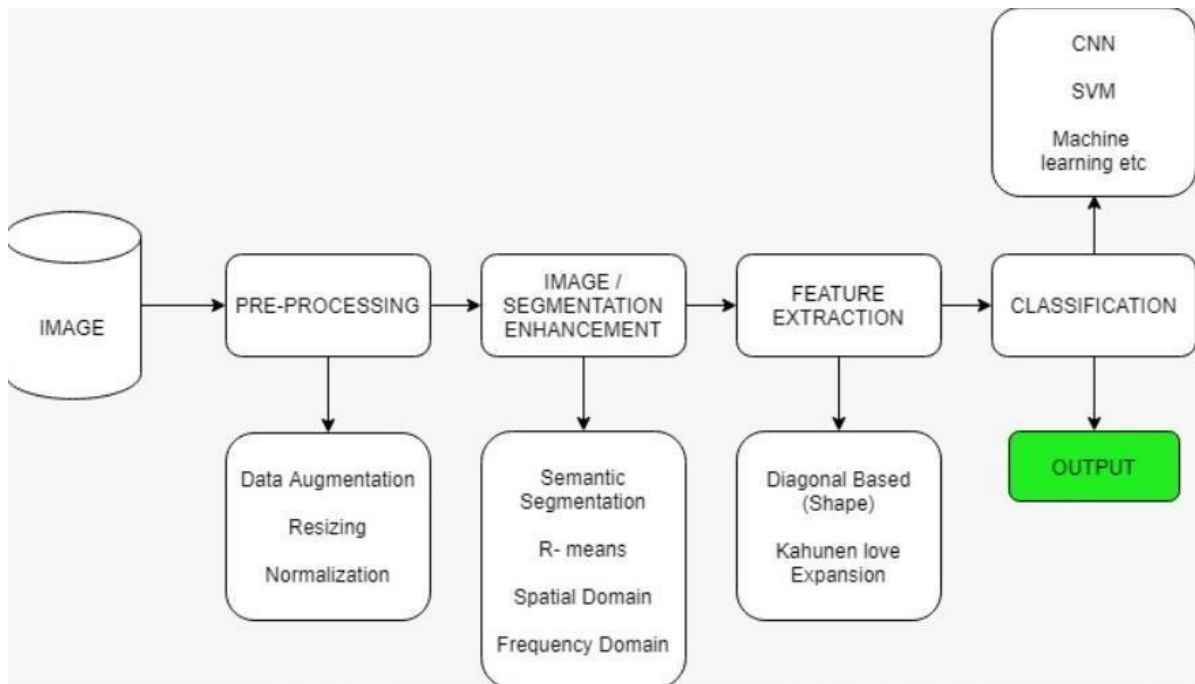 CNN
SVM
Machine
learning etc
IMAGE
PRE-PROCESSING
IMAGE /
SEGMENTATION
ENHANCEMENT
FEATURE
EXTRACTION
CLASSIFICATION
Data Augmentation
Resizing
Normalization
Semantic
Segmentation
R- means
Spatial Domain
Frequency Domain
Diagonal Based
(Shape)
Kahunen love
Expansion
OUTPUT